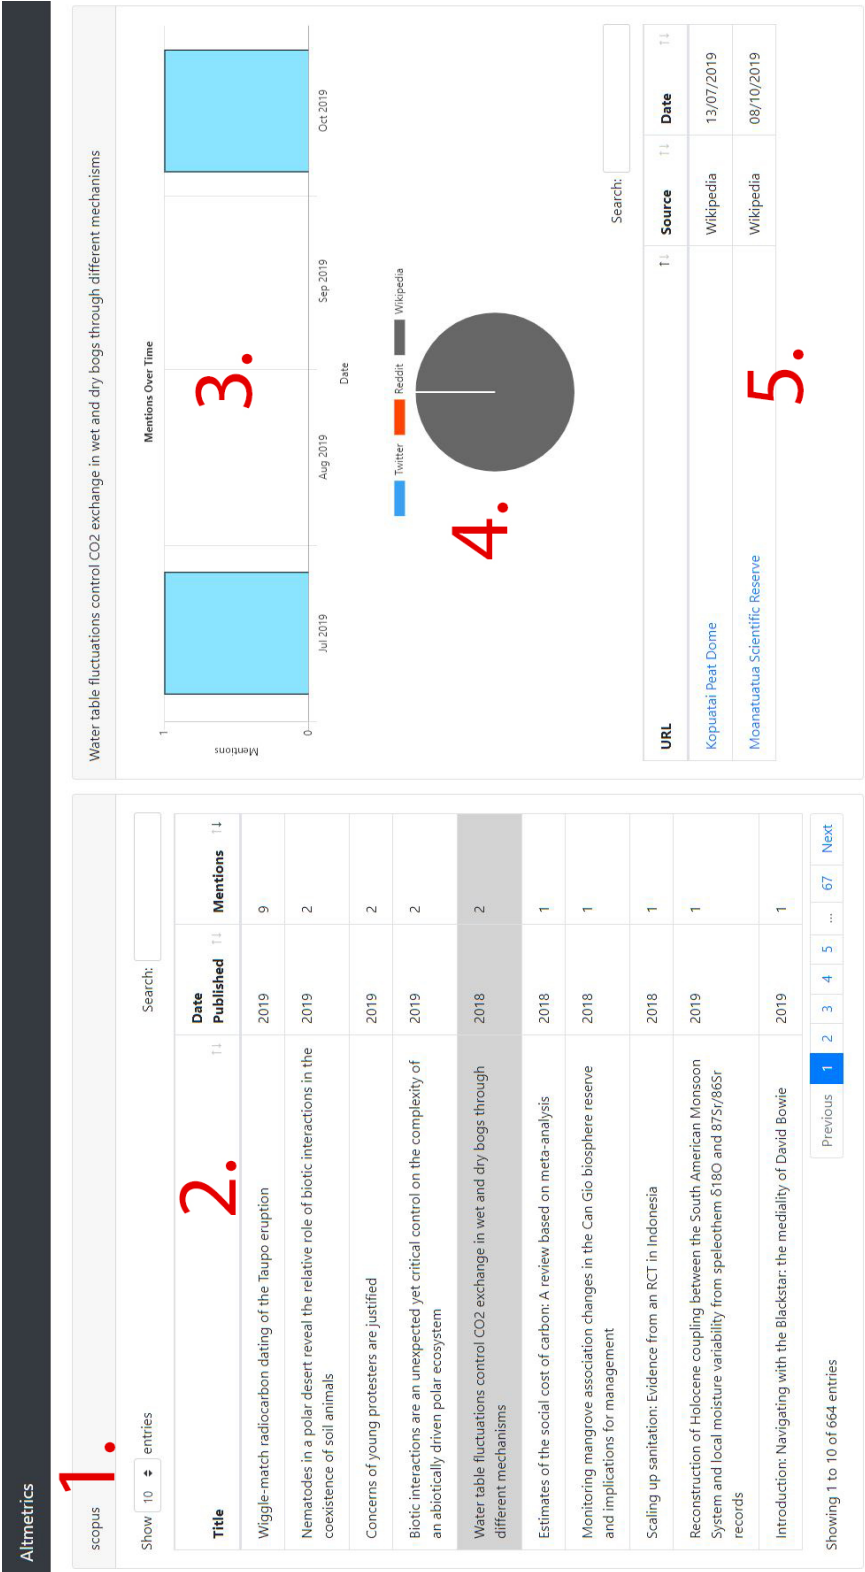 Altmetrics
scopus
1.
Show 10 entries
Search:
Title
Date
Published
Mentions
2.
Wiggle-match radiocarbon dating of the Taupo eruption 2019 9
Nematodes in a polar desert reveal the relative role of biotic interactions in the 2019 2
coexistence of soil animals
Concerns of young protesters are justified 2019 2
Biotic interactions are an unexpected yet critical control on the complexity of 2019 2
an abiotically driven polar ecosystem
Water table fluctuations control CO2 exchange in wet and dry bogs through 2018 2
different mechanisms
Estimates of the social cost of carbon: A review based on meta-analysis 2018 1
Monitoring mangrove association changes in the Can Gio biosphere reserve 2018 1
and implications for management
Scaling up sanitation: Evidence from an RCT in Indonesia 2018 1
Reconstruction of Holocene coupling between the South American Monsoon 2019 1
System and local moisture variability from speleothem δ18O and 87Sr/86Sr
records
Introduction: Navigating with the Blackstar: the mediality of David Bowie 2019 1
Previous 1 2 3 4 5 ... 67 Next
Showing 1 to 10 of 664 entries
Water table fluctuations control CO2 exchange in wet and dry bogs through different mechanisms
Mentions Over Time
1
Mentions
0
3.
Jul 2019 Aug 2019 Sep 2019 Oct 2019
Date
Twitter Reddit Wikipedia
4.
Search:
URL Source Date
Kopuatai Peat Dome Wikipedia 13/07/2019
Moanatuatua Scientific Reserve Wikipedia 08/10/2019
5.